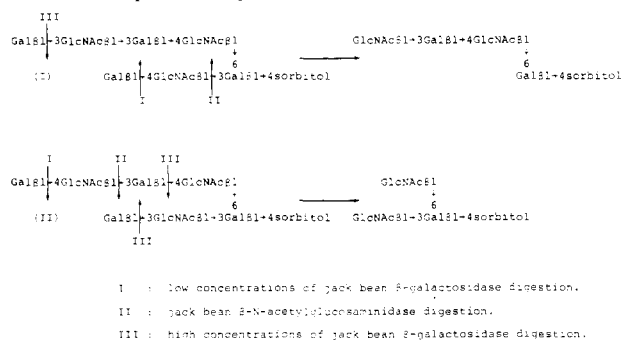 III
Galβ1→3GlcNAcβ1→3Galβ1→4GlcNAcβ1 GlcNAcβ1→3Galβ1→4GlcNAcβ1
6 6
(I) Galβ1→4GlcNAcβ1→3Galβ1→4sorbitol Galβ1→4sorbitol
I II
I II III
Galβ1→4GlcNAcβ1→3Galβ1→4GlcNAcβ1 GlcNAcβ1
6 6
(II) Galβ1→3GlcNAcβ1→3Galβ1→4sorbitol GlcNAcβ1→3Galβ1→4sorbitol
III
I : low concentrations of jack bean β-galactosidase digestion.
II : jack bean β-N-acetylglucosaminidase digestion.
III : high concentrations of jack bean β-galactosidase digestion.